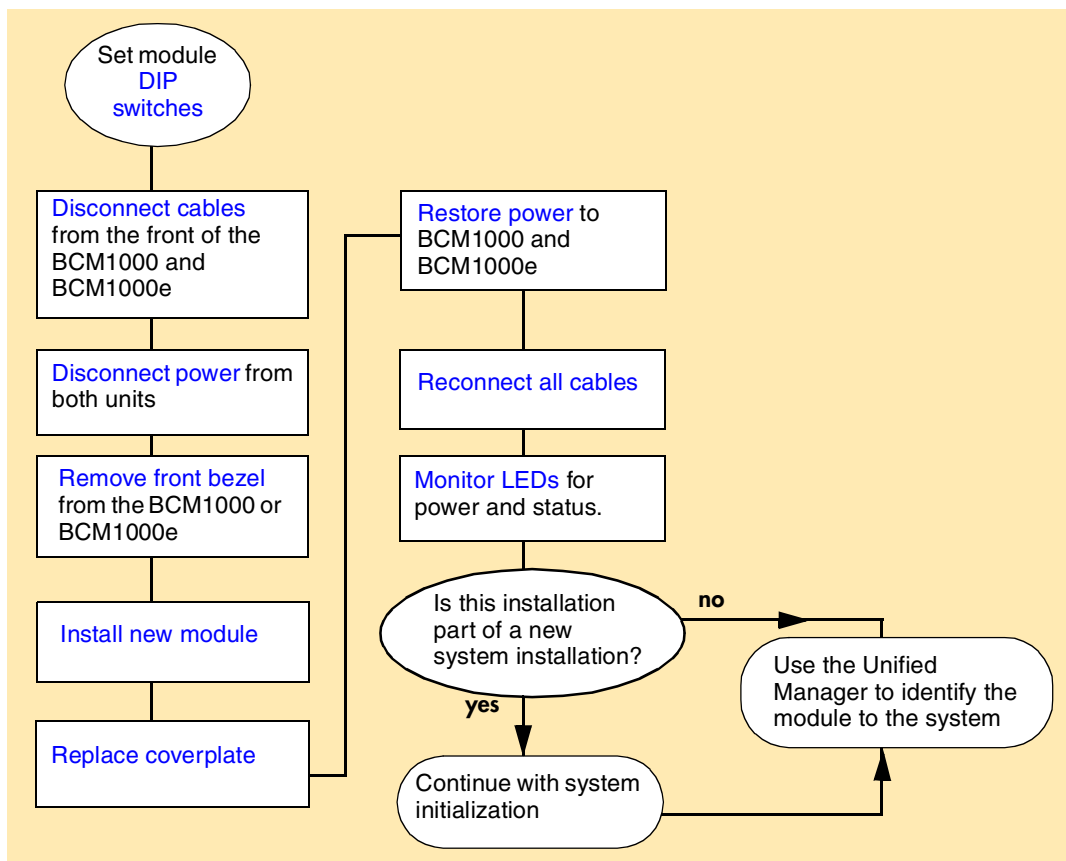 Set module
DIP
switches
Disconnect cables
from the front of the
BCM1000 and
BCM1000e
Disconnect power from
both units
Remove front bezel
from the BCM1000 or
BCM1000e
Install new module
Replace coverplate
Restore power to
BCM1000 and
BCM1000e
Reconnect all cables
Monitor LEDs for
power and status.
Is this installation
part of a new
system installation?
no
yes
Use the Unified
Manager to identify the
module to the system
Continue with system
initialization